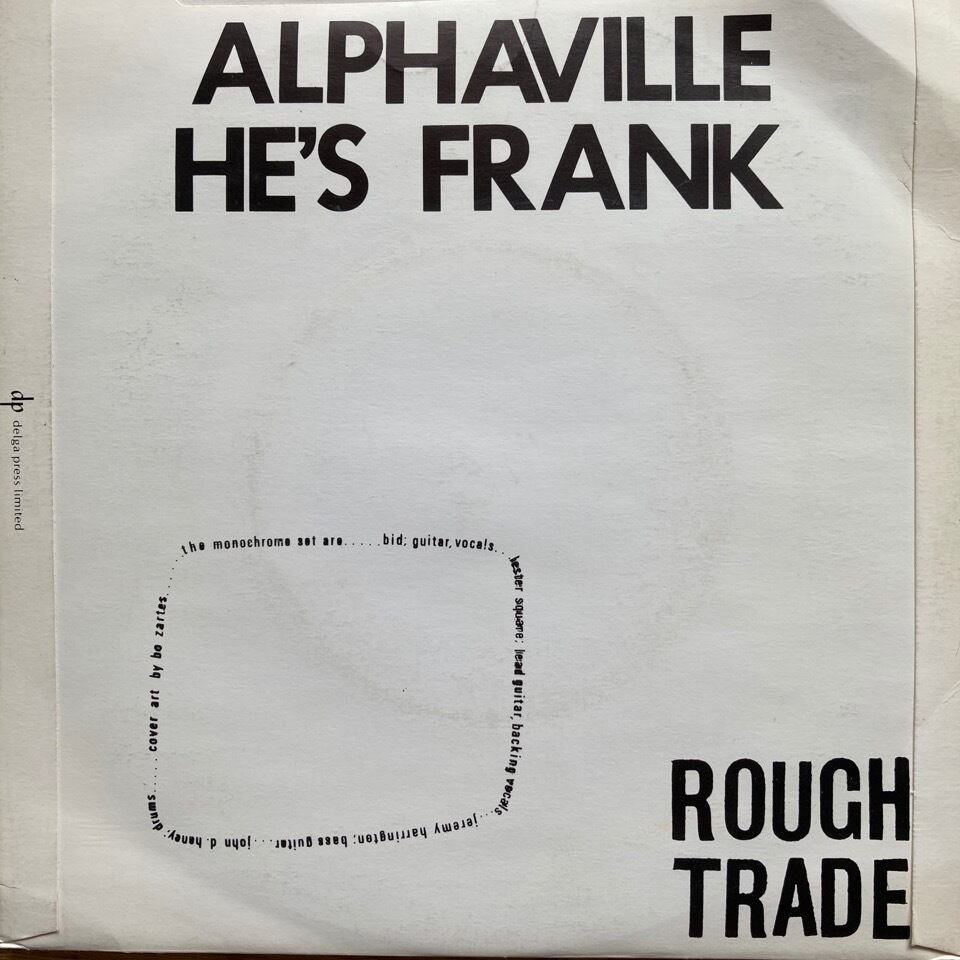 ALPHAVILLE
HE'S FRANK
dp delga press limited
the monochrome set are.....bid; guitar, vocals...
jester square; lead guitar, backing vocals...
jeremy harrington; bass guitar....john d. haney; drums.....
cover art by bo zartes......
ROUGH
TRADE